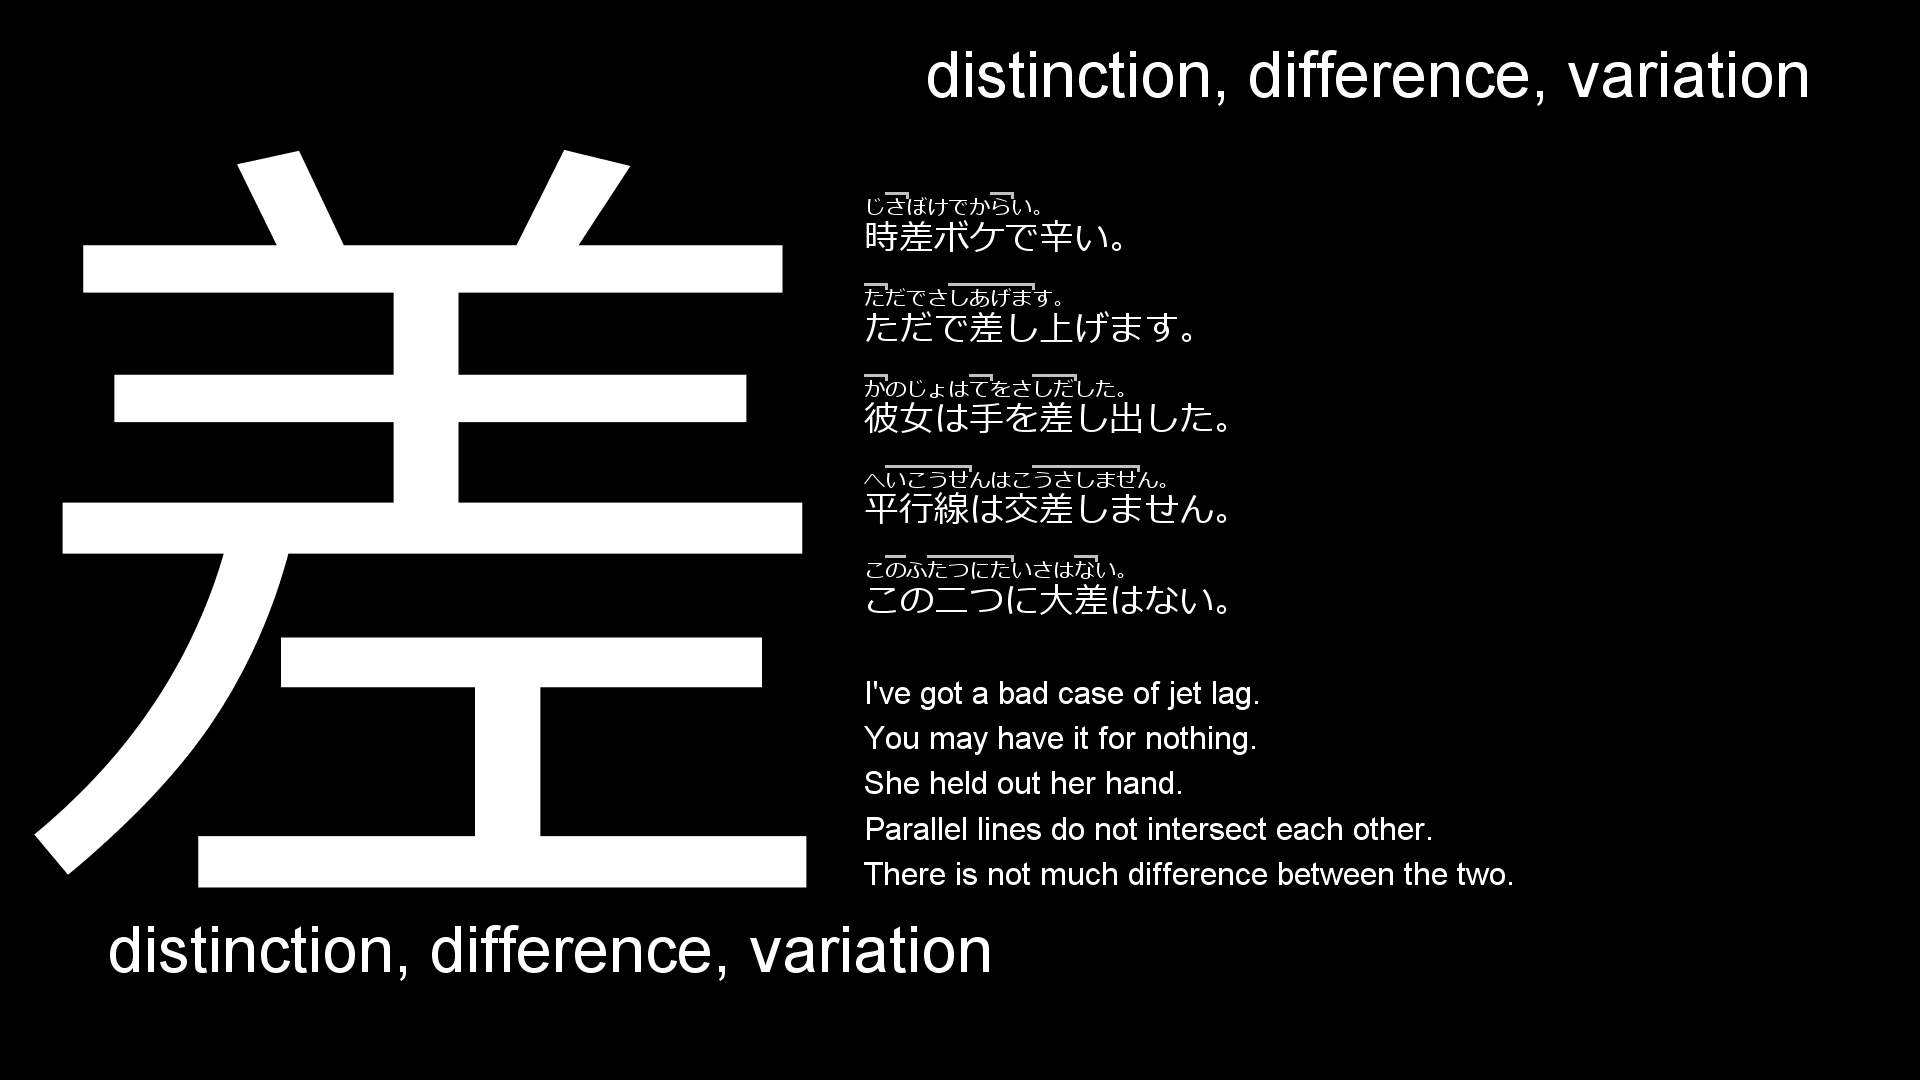 distinction, difference, variation
差
じさぼけでからい。
時差ボケで辛い。
ただでさしあげます。
ただで差し上げます。
かのじょはてをさしだした。
彼女は手を差し出した。
へいこうせんはこうさしません。
平行線は交差しません。
このふたつにたいさはない。
この二つに大差はない。
I've got a bad case of jet lag.
You may have it for nothing.
She held out her hand.
Parallel lines do not intersect each other.
There is not much difference between the two.
distinction, difference, variation